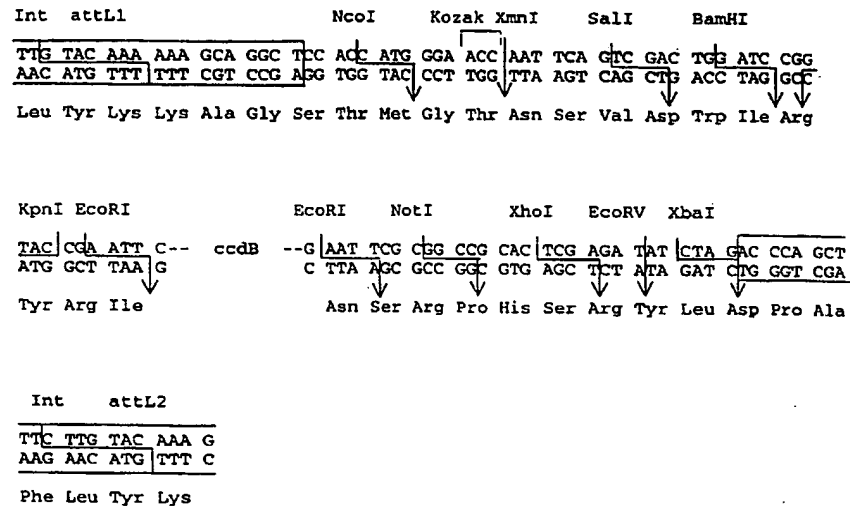 Int attL1 NcoI Kozak XmnI SalI BamHI
TTG TAC AAA AAA GCA GGC TCC ACC ATG GGA ACC AAT TCA GTC GAC TGG ATC CGG
AAC ATG TTT TTT CGT CCG AGG TGG TAC CCT TGG TTA AGT CAG CTG ACC TAG GCC
Leu Tyr Lys Lys Ala Gly Ser Thr Met Gly Thr Asn Ser Val Asp Trp Ile Arg
KpnI EcoRI EcoRI NotI XhoI EcoRV XbaI
TAC CGA ATT C-- ccdB --G AAT TCG CGG CCG CAC TCG AGA TAT CTA GAC CCA GCT
ATG GCT TAA G C TTA AGC GCC GGC GTG AGC TCT ATA GAT CTG GGT CGA
Tyr Arg Ile Asn Ser Arg Pro His Ser Arg Tyr Leu Asp Pro Ala
Int attL2
TTC TTG TAC AAA G
AAG AAC ATG TTT C
Phe Leu Tyr Lys